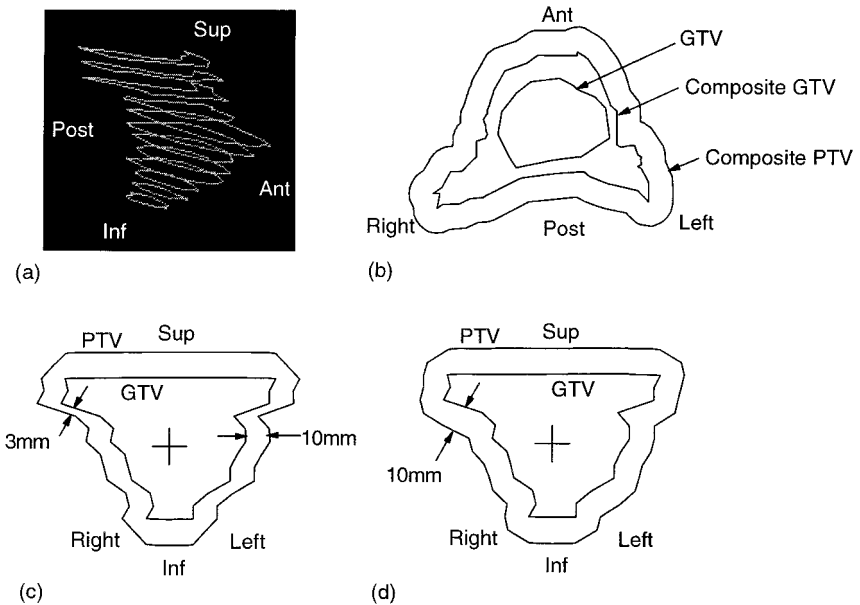 Sup
Post
Ant
Inf
(a)
Ant
GTV
Composite GTV
Composite PTV
Right
Post
Left
(b)
PTV
Sup
GTV
3mm
10mm
Right
Left
Inf
(c)
PTV
Sup
GTV
10mm
Right
Left
Inf
(d)